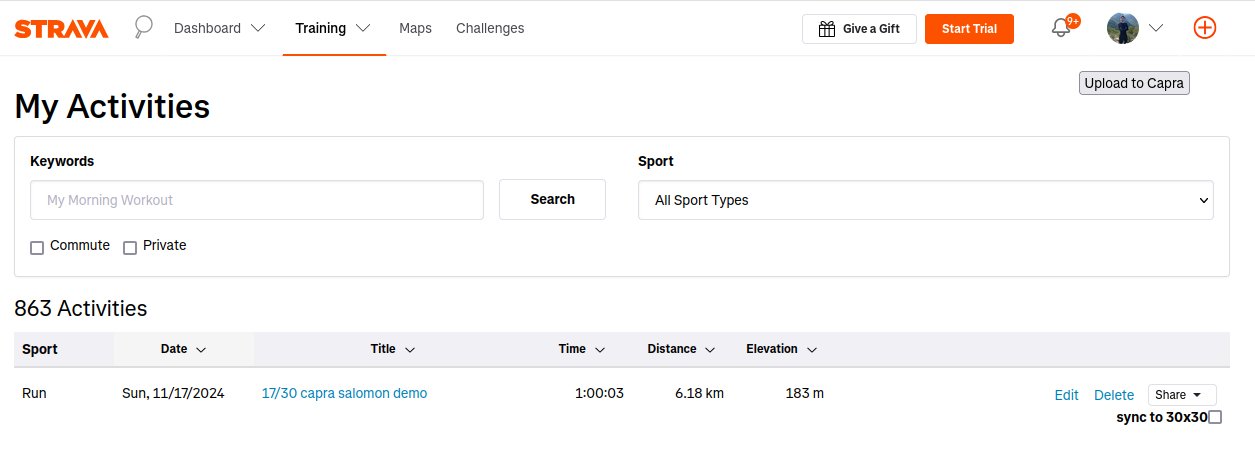 STRAVA Dashboard Training Maps Challenges Give a Gift Start Trial 9+
Upload to Capra
My Activities
Keywords Sport
My Morning Workout Search All Sport Types
Commute Private
863 Activities
Sport Date Title Time Distance Elevation
Run Sun, 11/17/2024 17/30 capra salomon demo 1:00:03 6.18 km 183 m Edit Delete Share
sync to 30x30